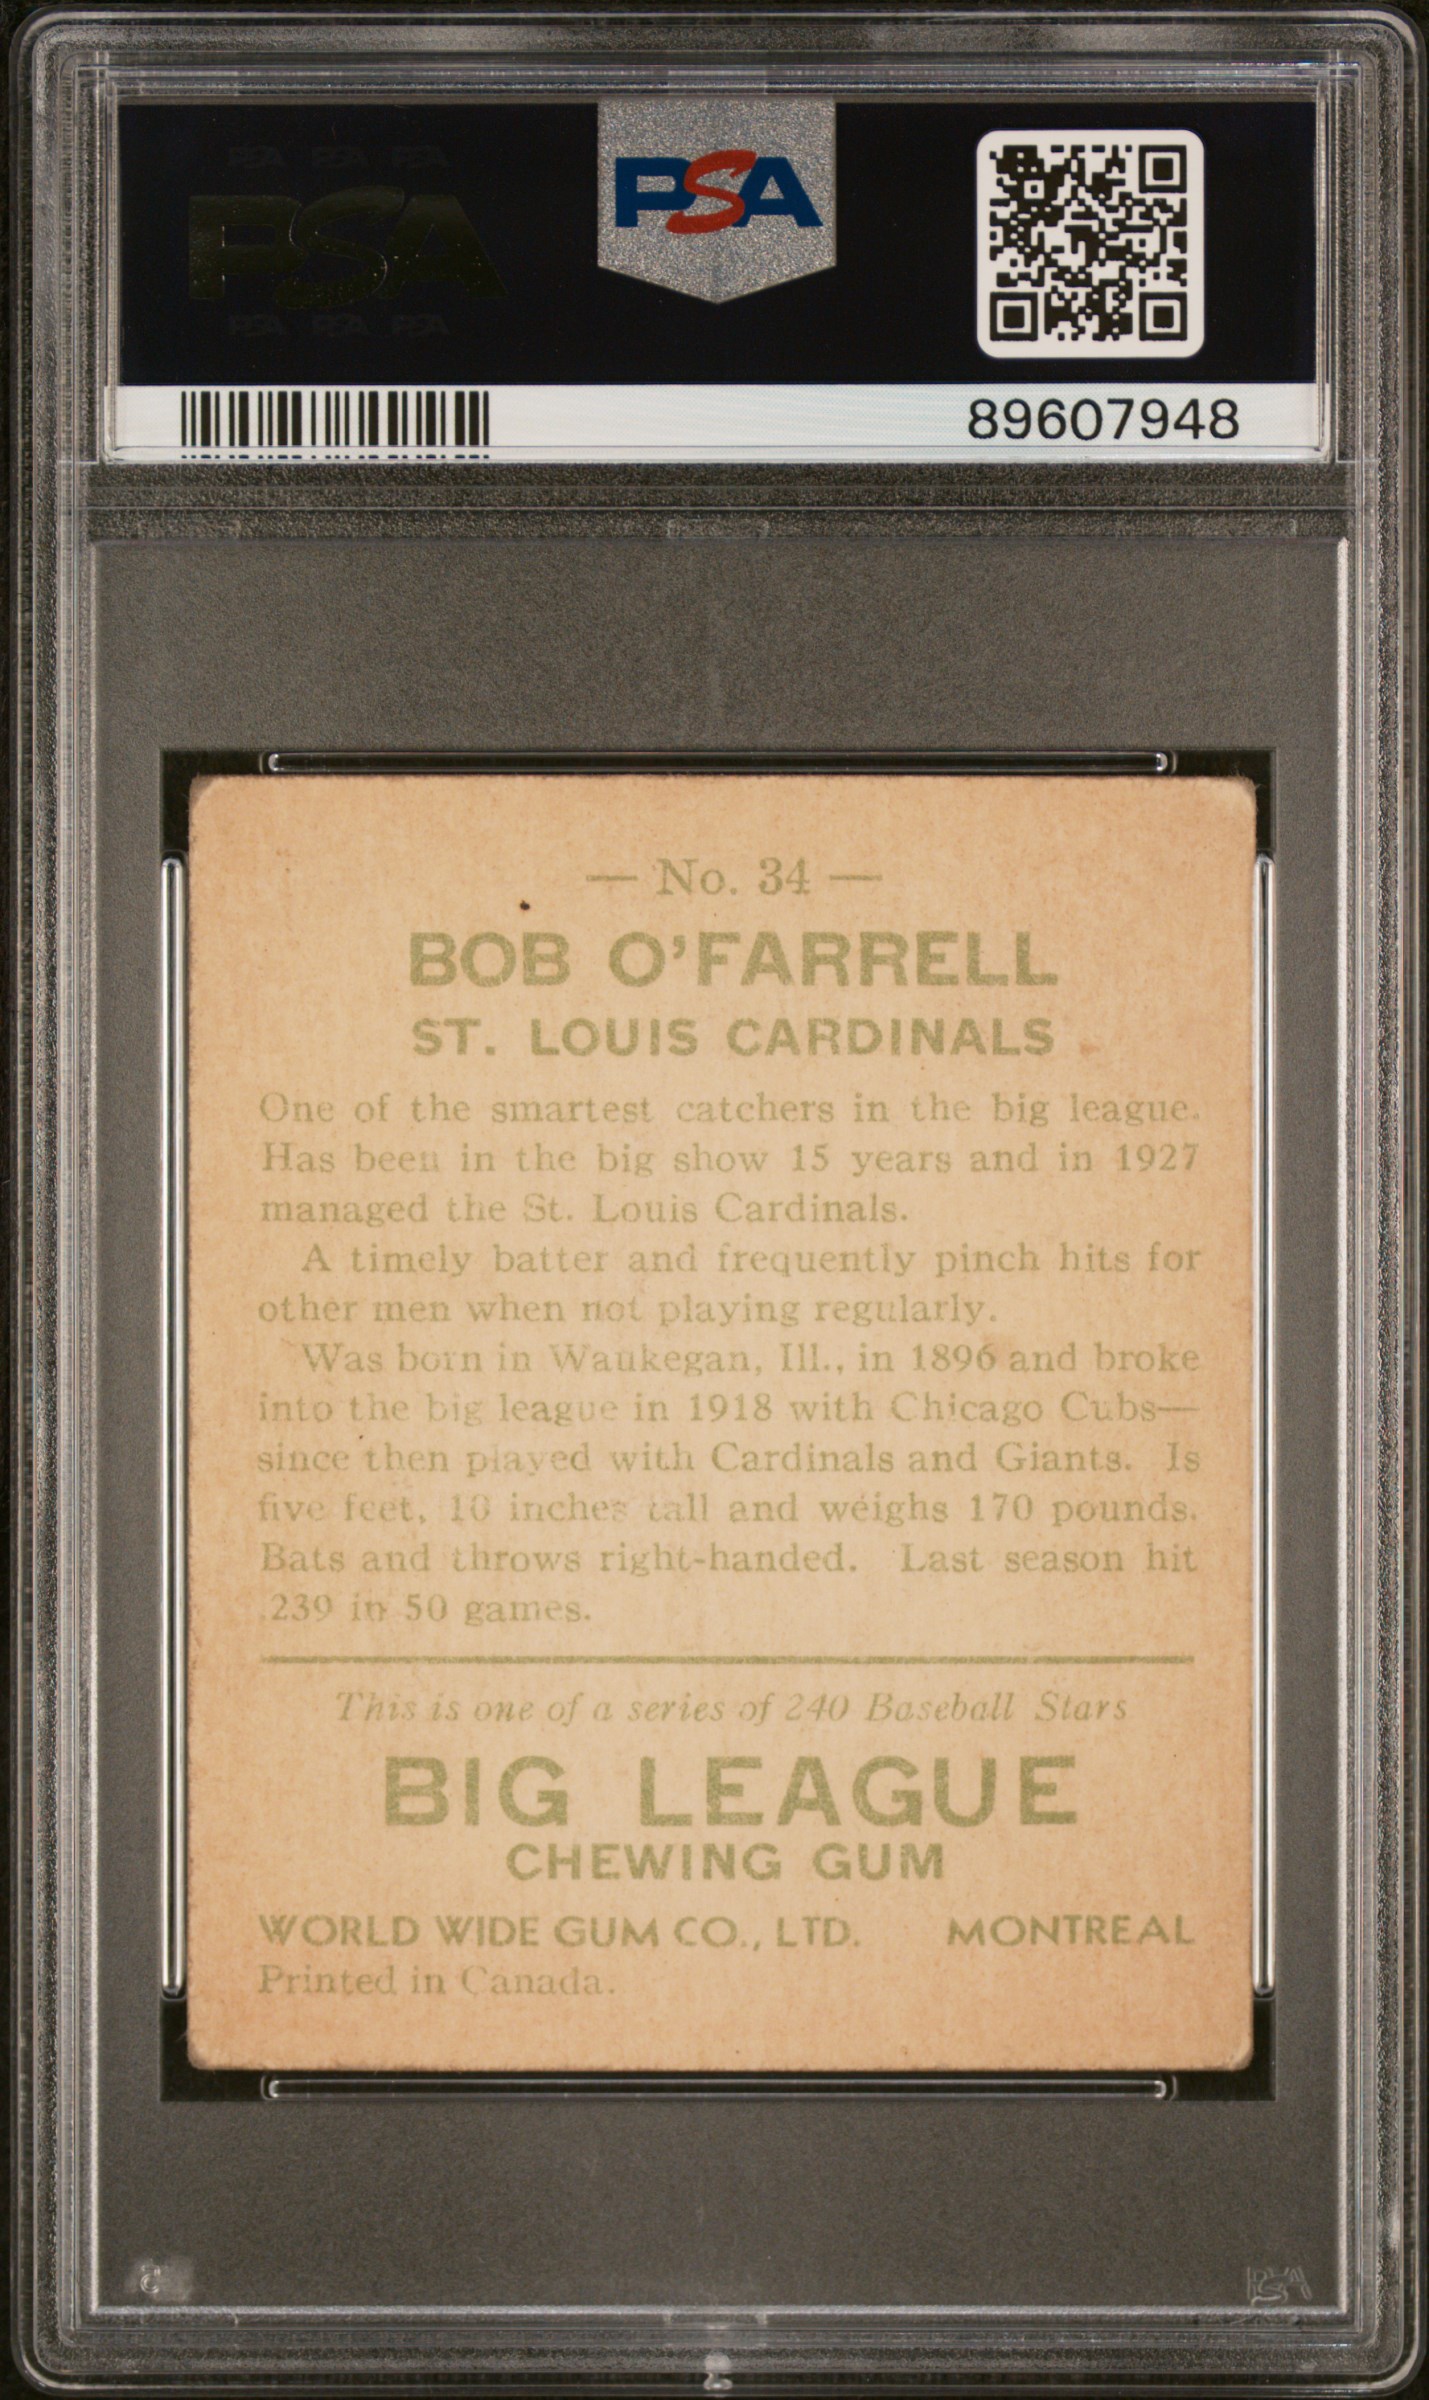 PSA
PSA
89607948
— No. 34 —
BOB O'FARRELL
ST. LOUIS CARDINALS
One of the smartest catchers in the big league.
Has been in the big show 15 years and in 1927
managed the St. Louis Cardinals.
A timely batter and frequently pinch hits for
other men when not playing regularly.
Was born in Waukegan, Ill., in 1896 and broke
into the big league in 1918 with Chicago Cubs—
since then played with Cardinals and Giants. Is
five feet, 10 inches tall and weighs 170 pounds.
Bats and throws right-handed. Last season hit
.239 in 50 games.
This is one of a series of 240 Baseball Stars
BIG LEAGUE
CHEWING GUM
WORLD WIDE GUM CO., LTD. MONTREAL
Printed in Canada.
PSA